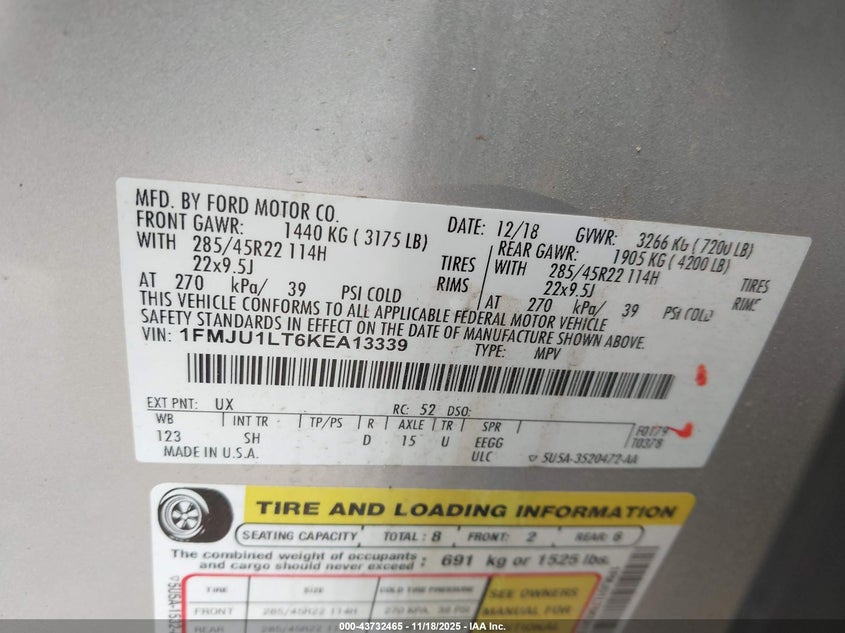 MFD. BY FORD MOTOR CO.
DATE: 12/18 GVWR: 3266 KG ( 7200 LB)
FRONT GAWR: 1440 KG ( 3175 LB)
REAR GAWR: 1905 KG ( 4200 LB)
WITH 285/45R22 114H TIRES
WITH 285/45R22 114H TIRES
22x9.5J RIMS
22x9.5J RIMS
AT 270 kPa/ 39 PSI COLD
AT 270 kPa/ 39 PSI COLD
THIS VEHICLE CONFORMS TO ALL APPLICABLE FEDERAL MOTOR VEHICLE
SAFETY STANDARDS IN EFFECT ON THE DATE OF MANUFACTURE SHOWN ABOVE.
VIN: 1FMJU1LT6KEA13339
TYPE: MPV
EXT PNT: UX RC: 52 DSO:
WB INT TR TP/PS R AXLE TR SPR F0179
123 SH D 15 U EEGG T0378
MADE IN U.S.A. ULC 5U5A-3520472-AA
TIRE AND LOADING INFORMATION
SEATING CAPACITY TOTAL : 8 FRONT: 2 REAR: 6
The combined weight of occupants
and cargo should never exceed : 691 kg or 1525 lbs.
TIRE SIZE COLD TIRE PRESSURE SEE OWNERS
FRONT 285/45R22 114H 270 KPA, 39 PSI MANUAL FOR
REAR 285/45R22 114H
000-43732465 - 11/18/2025 - IAA Inc.